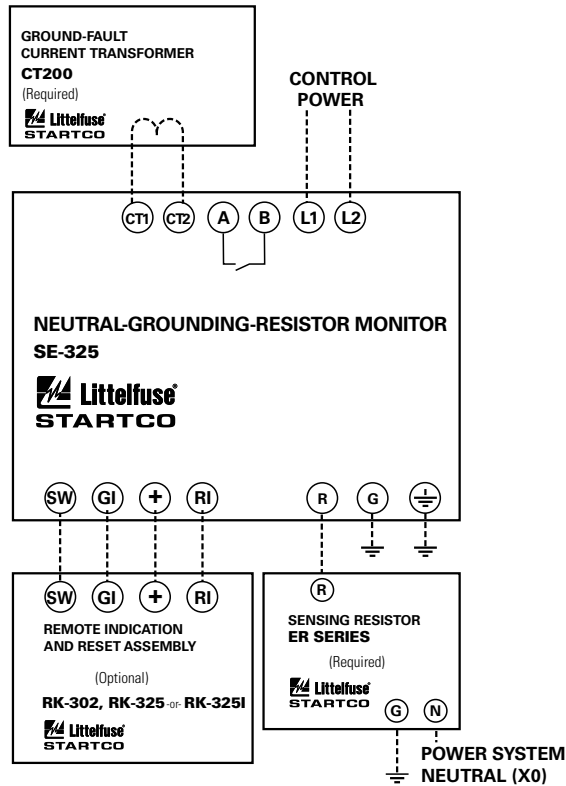 GROUND-FAULT
CURRENT TRANSFORMER
CT200
(Required)
Littelfuse®
STARTCO
CONTROL
POWER
CT1 CT2 A B L1 L2
NEUTRAL-GROUNDING-RESISTOR MONITOR
SE-325
Littelfuse®
STARTCO
SW GI + RI R G
SW GI + RI
REMOTE INDICATION
AND RESET ASSEMBLY
(Optional)
RK-302, RK-325 -or- RK-325I
Littelfuse®
STARTCO
R
SENSING RESISTOR
ER SERIES
(Required)
Littelfuse®
STARTCO
G N
POWER SYSTEM
NEUTRAL (X0)